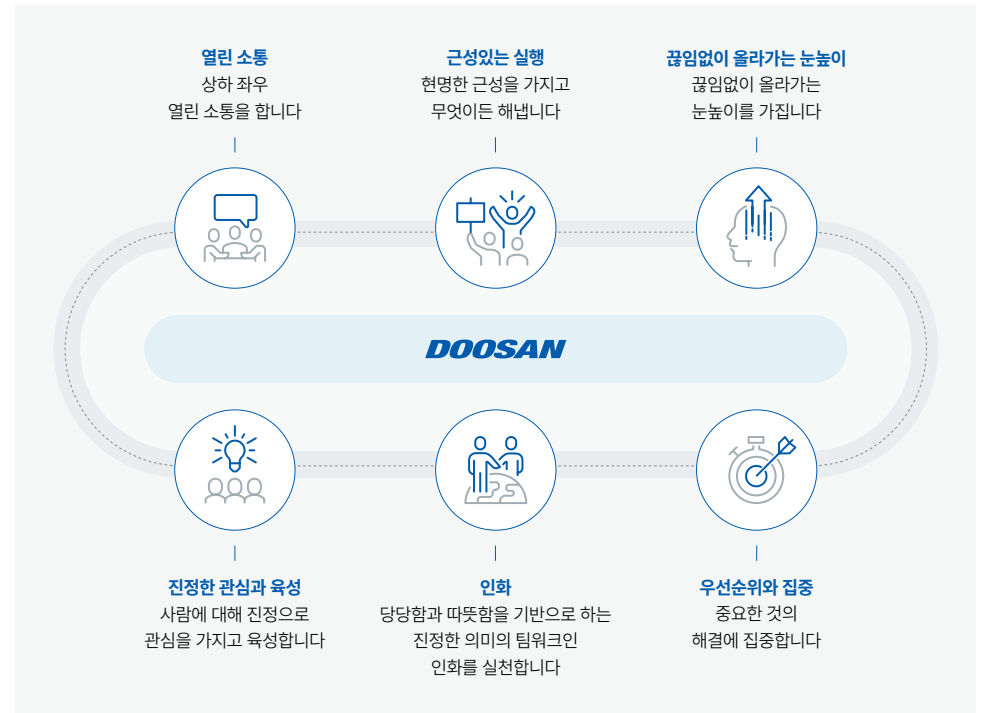 열린 소통
상하 좌우
열린 소통을 합니다
근성있는 실행
현명한 근성을 가지고
무엇이든 해냅니다
끊임없이 올라가는 눈높이
끊임없이 올라가는
눈높이를 가집니다
DOOSAN
진정한 관심과 육성
사람에 대해 진정으로
관심을 가지고 육성합니다
인화
당당함과 따뜻함을 기반으로 하는
진정한 의미의 팀워크인
인화를 실천합니다
우선순위와 집중
중요한 것의
해결에 집중합니다